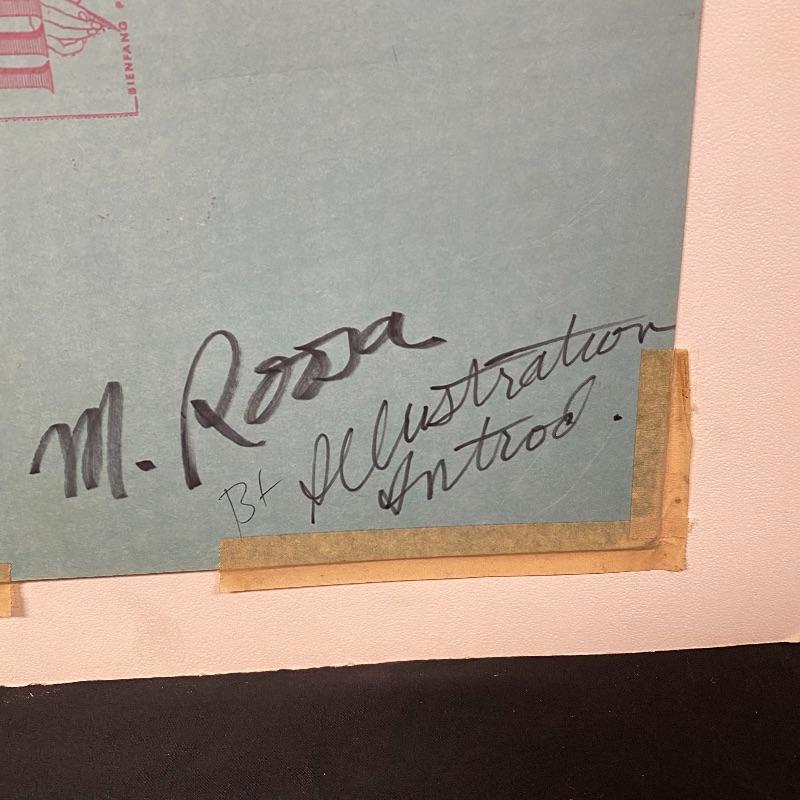 BIENFANG P
M. Rossa
B+
Illustration
Introd.